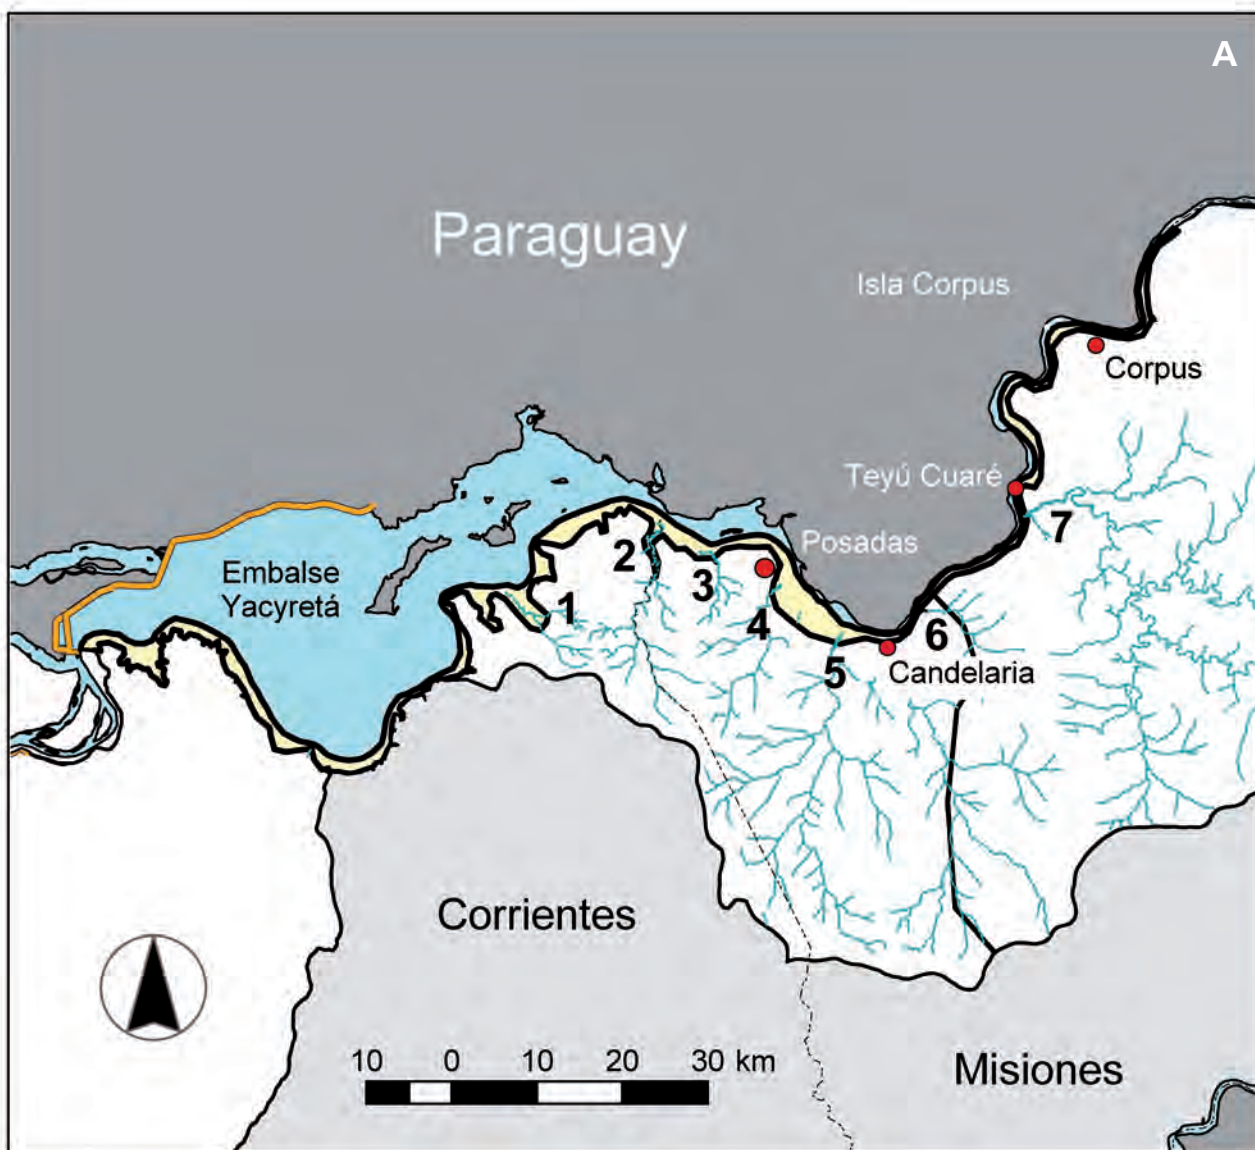 A
Paraguay
Isla Corpus
Corpus
Teyú Cuaré
7
Posadas
2
3
Embalse
Yacyretá
1
4
6
5
Candelaria
Corrientes
10 0 10 20 30 km
Misiones